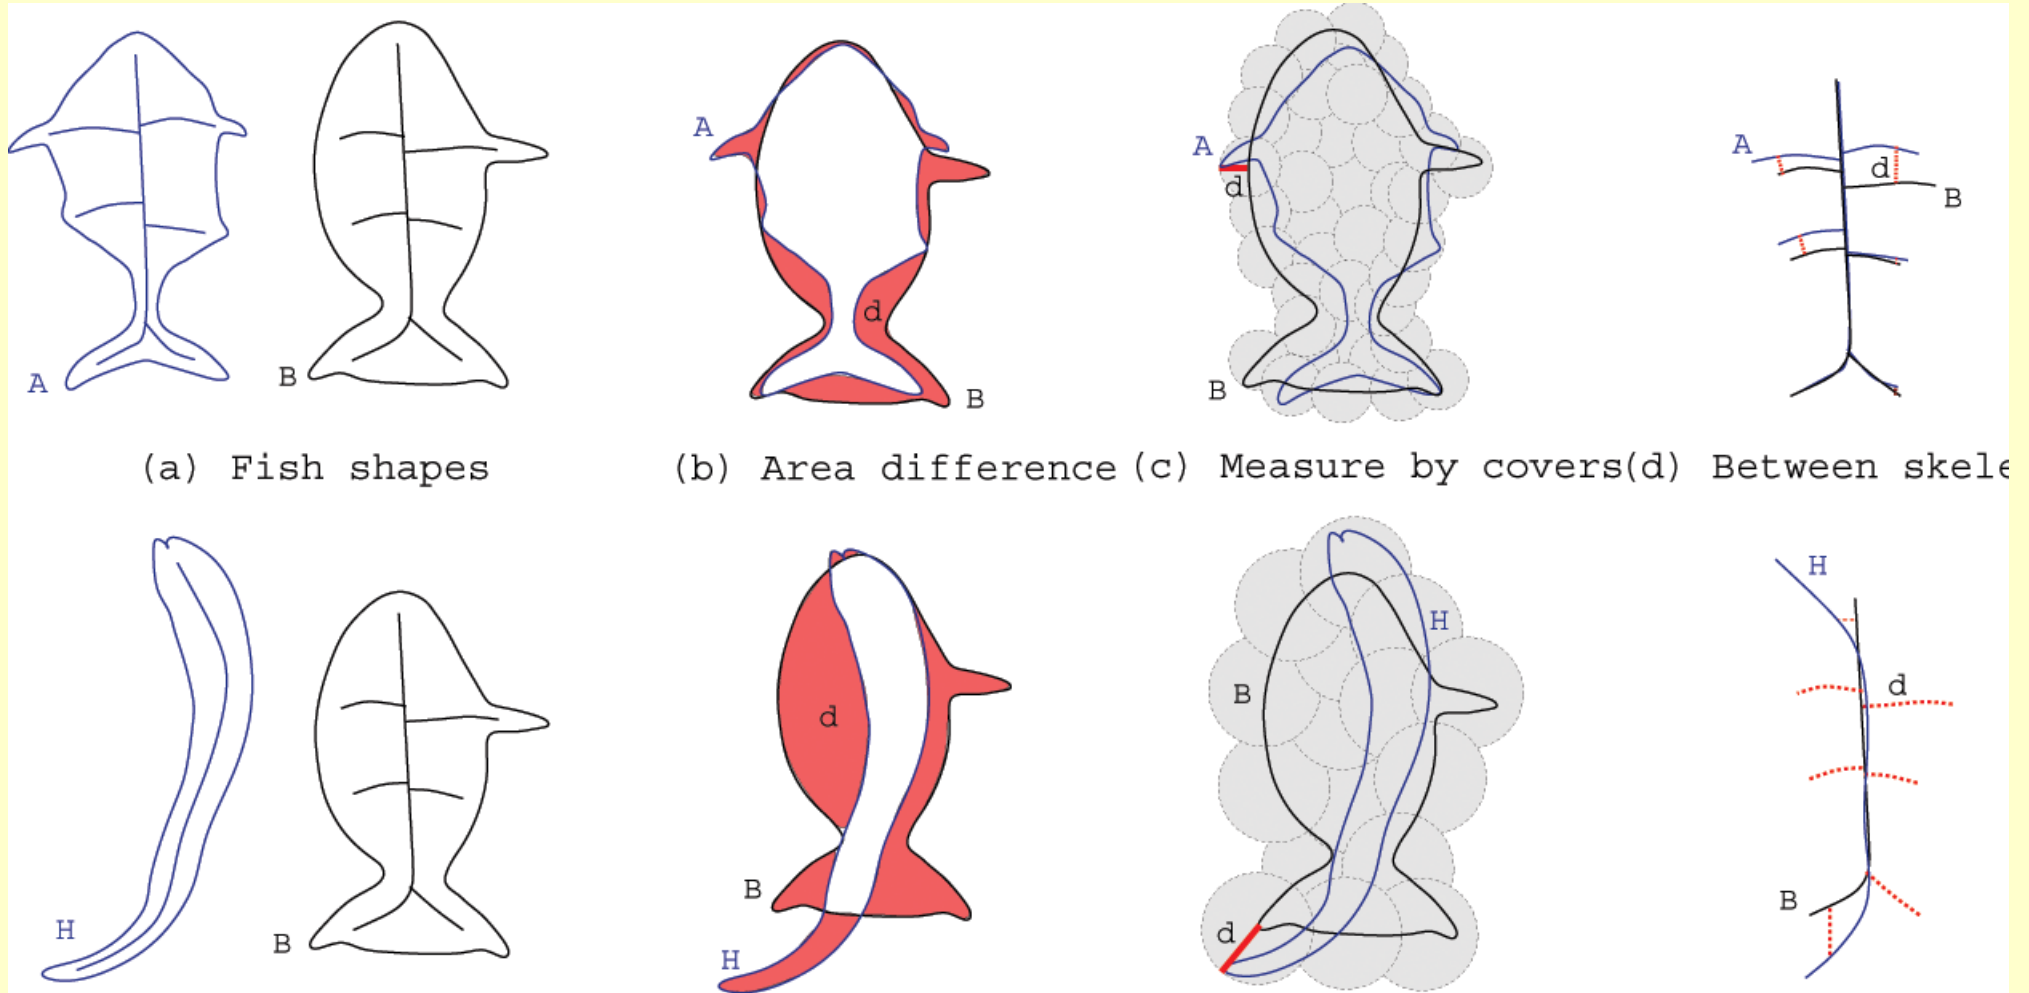 A
B
A
d
B
A
d
B
A
d
B
(a) Fish shapes
(b) Area difference
(c) Measure by covers
(d) Between skele
H
B
d
B
H
B
H
d
H
d
B